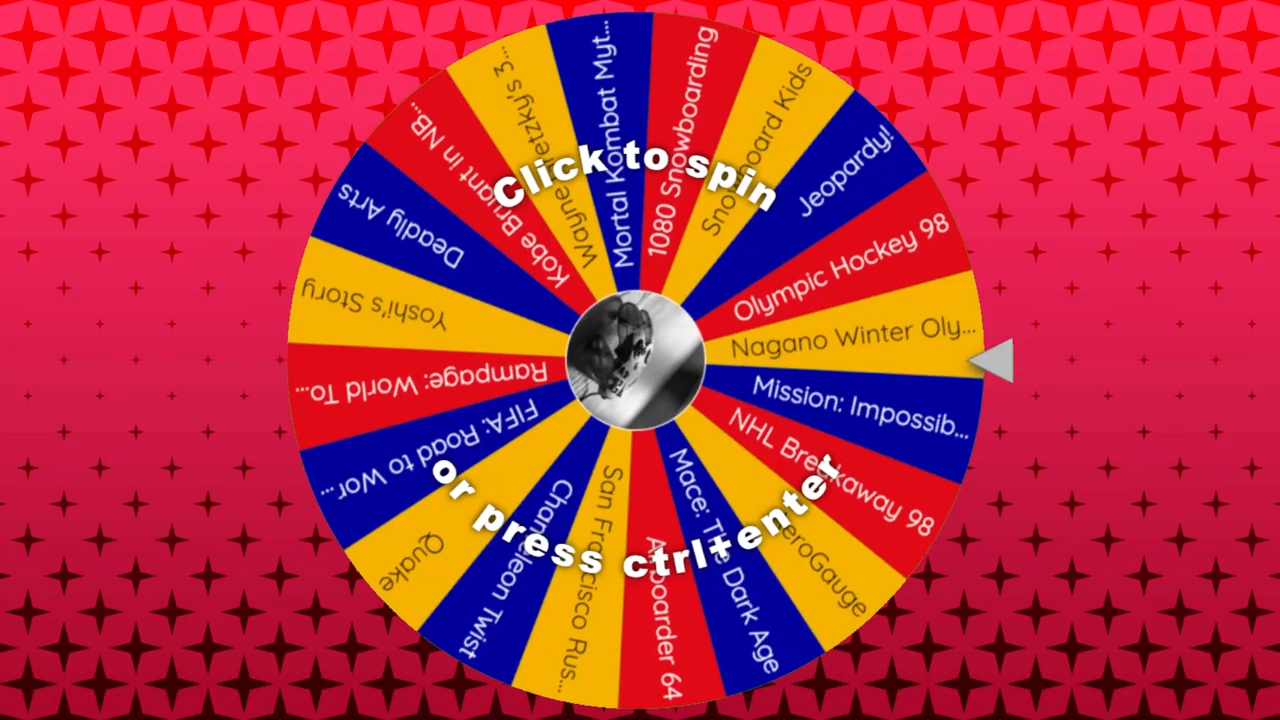 Click to spin
or press ctrl+enter
Mortal Kombat Myt...
1080 Snowboarding
Snowboard Kids
Jeopardy!
Olympic Hockey 98
Nagano Winter Oly...
Mission: Impossib...
NHL Breakaway 98
AeroGauge
Mace: The Dark Age
Airboarder 64
San Francisco Rus...
Chameleon Twist
Quake
FIFA: Road to Wor...
Rampage: World To...
Yoshi's Story
Deadly Arts
Kobe Bryant in NB...
Wayne Gretzky's 3...